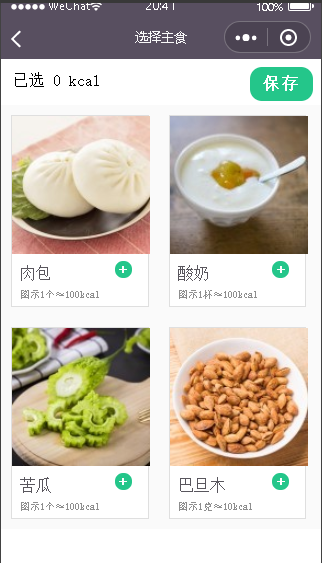 WeChat 20:41 100%
选择主食
已选 0 kcal 保存
肉包 酸奶
图示1个≈100kcal 图示1杯≈100kcal
苦瓜 巴旦木
图示1个≈100kcal 图示1克≈10kcal